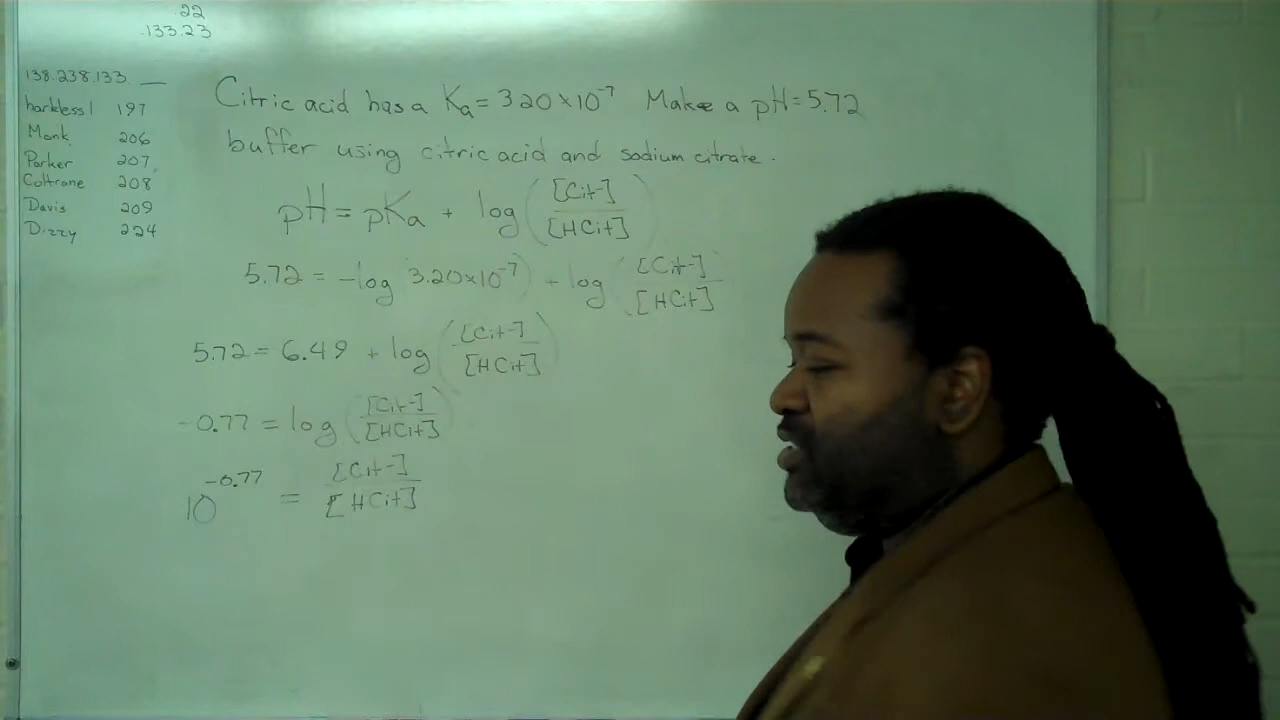 .22
.133.23
138.238.133. __
harkless1 197
Monk 206
Parker 207
Coltrane 208
Davis 209
Dizzy 224
Citric acid has a Ka = 3.20×10⁻⁷ Make a pH = 5.72
buffer using citric acid and sodium citrate.
pH = pKa + log ([Cit-]/[HCit])
5.72 = -log (3.20×10⁻⁷) + log ([Cit-]/[HCit])
5.72 = 6.49 + log ([Cit-]/[HCit])
-0.77 = log ([Cit-]/[HCit])
10^-0.77 = [Cit-]/[HCit]